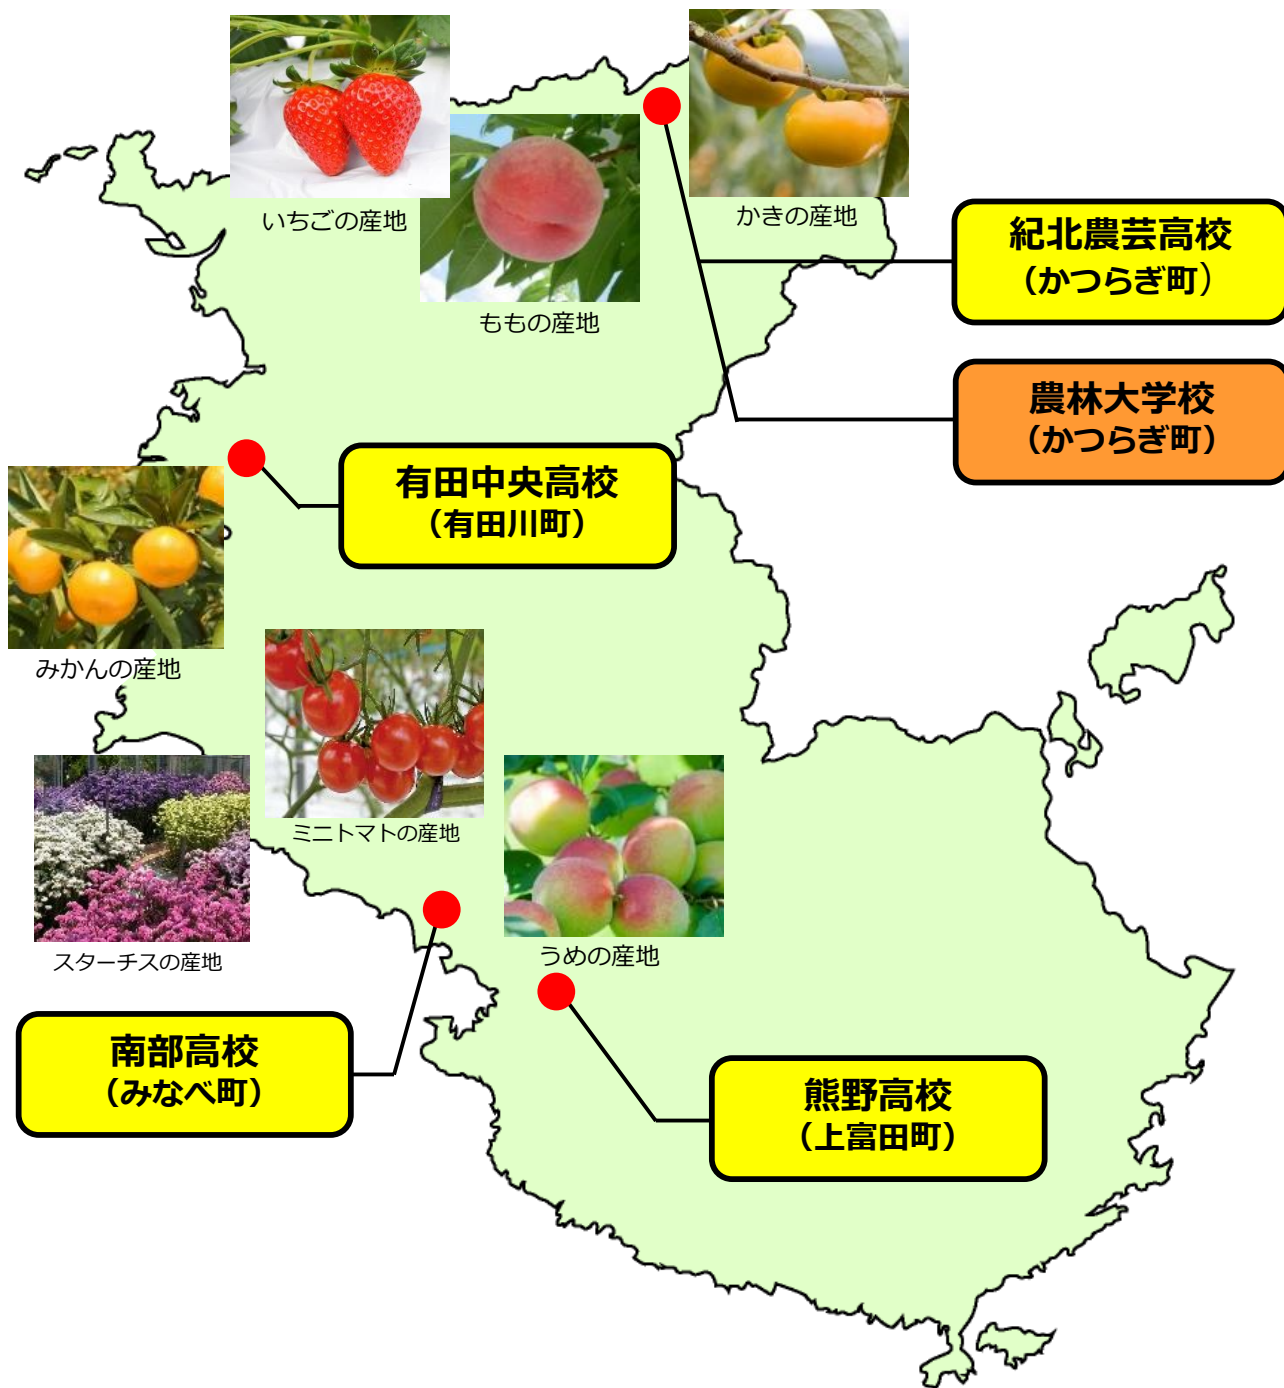 いちごの産地
ももの産地
かきの産地
紀北農芸高校
（かつらぎ町）
農林大学校
（かつらぎ町）
有田中央高校
（有田川町）
みかんの産地
ミニトマトの産地
スターチスの産地
うめの産地
南部高校
（みなべ町）
熊野高校
（上富田町）